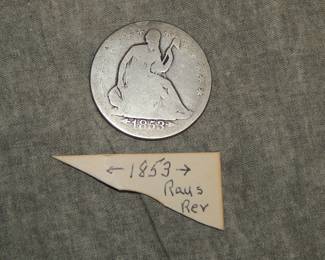 1853
← 1853 →
Rays
Rev